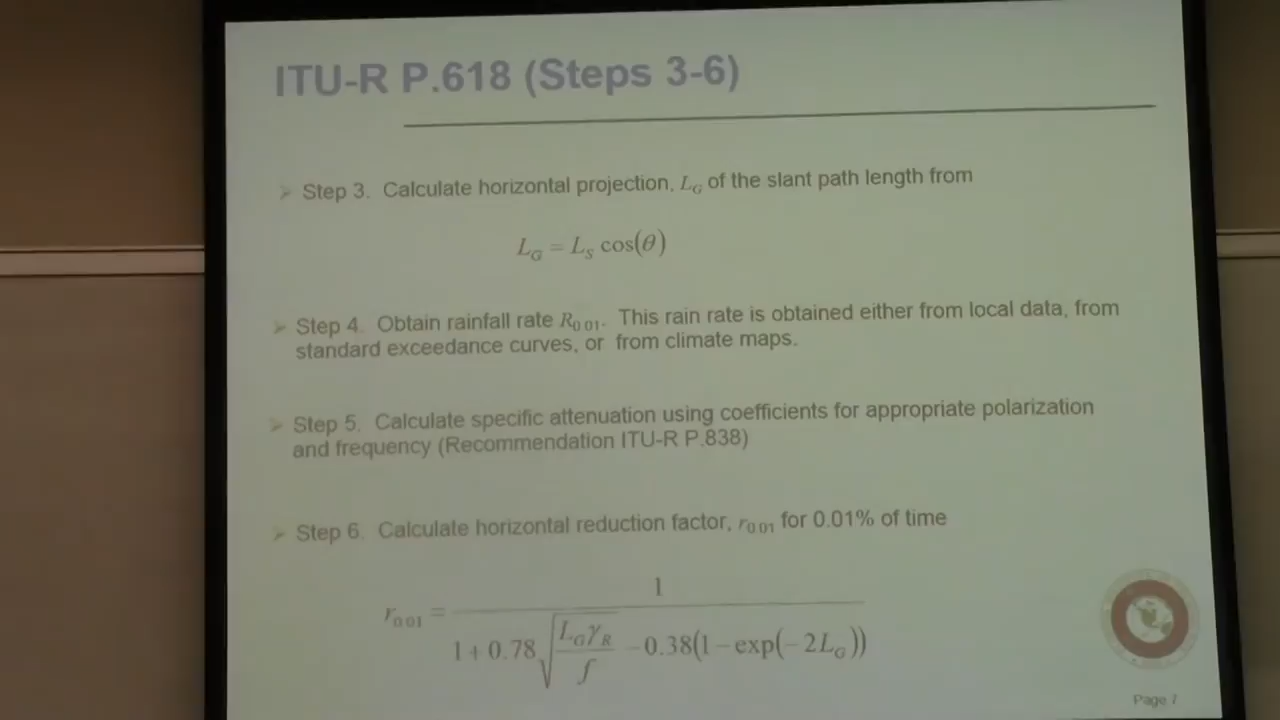 ITU-R P.618 (Steps 3-6)
➢ Step 3. Calculate horizontal projection, L_G of the slant path length from
L_G = L_S cos(θ)
➢ Step 4. Obtain rainfall rate R_0.01. This rain rate is obtained either from local data, from
standard exceedance curves, or from climate maps.
➢ Step 5. Calculate specific attenuation using coefficients for appropriate polarization
and frequency (Recommendation ITU-R P.838)
➢ Step 6. Calculate horizontal reduction factor, r_0.01 for 0.01% of time
r_0.01 = 1 / (1 + 0.78 √(L_G γ_R / f) − 0.38(1 − exp(− 2L_G)))
Page 7